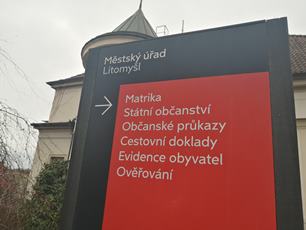 Městský úřad
Litomyšl
Matrika
Státní občanství
Občanské průkazy
Cestovní doklady
Evidence obyvatel
Ověřování